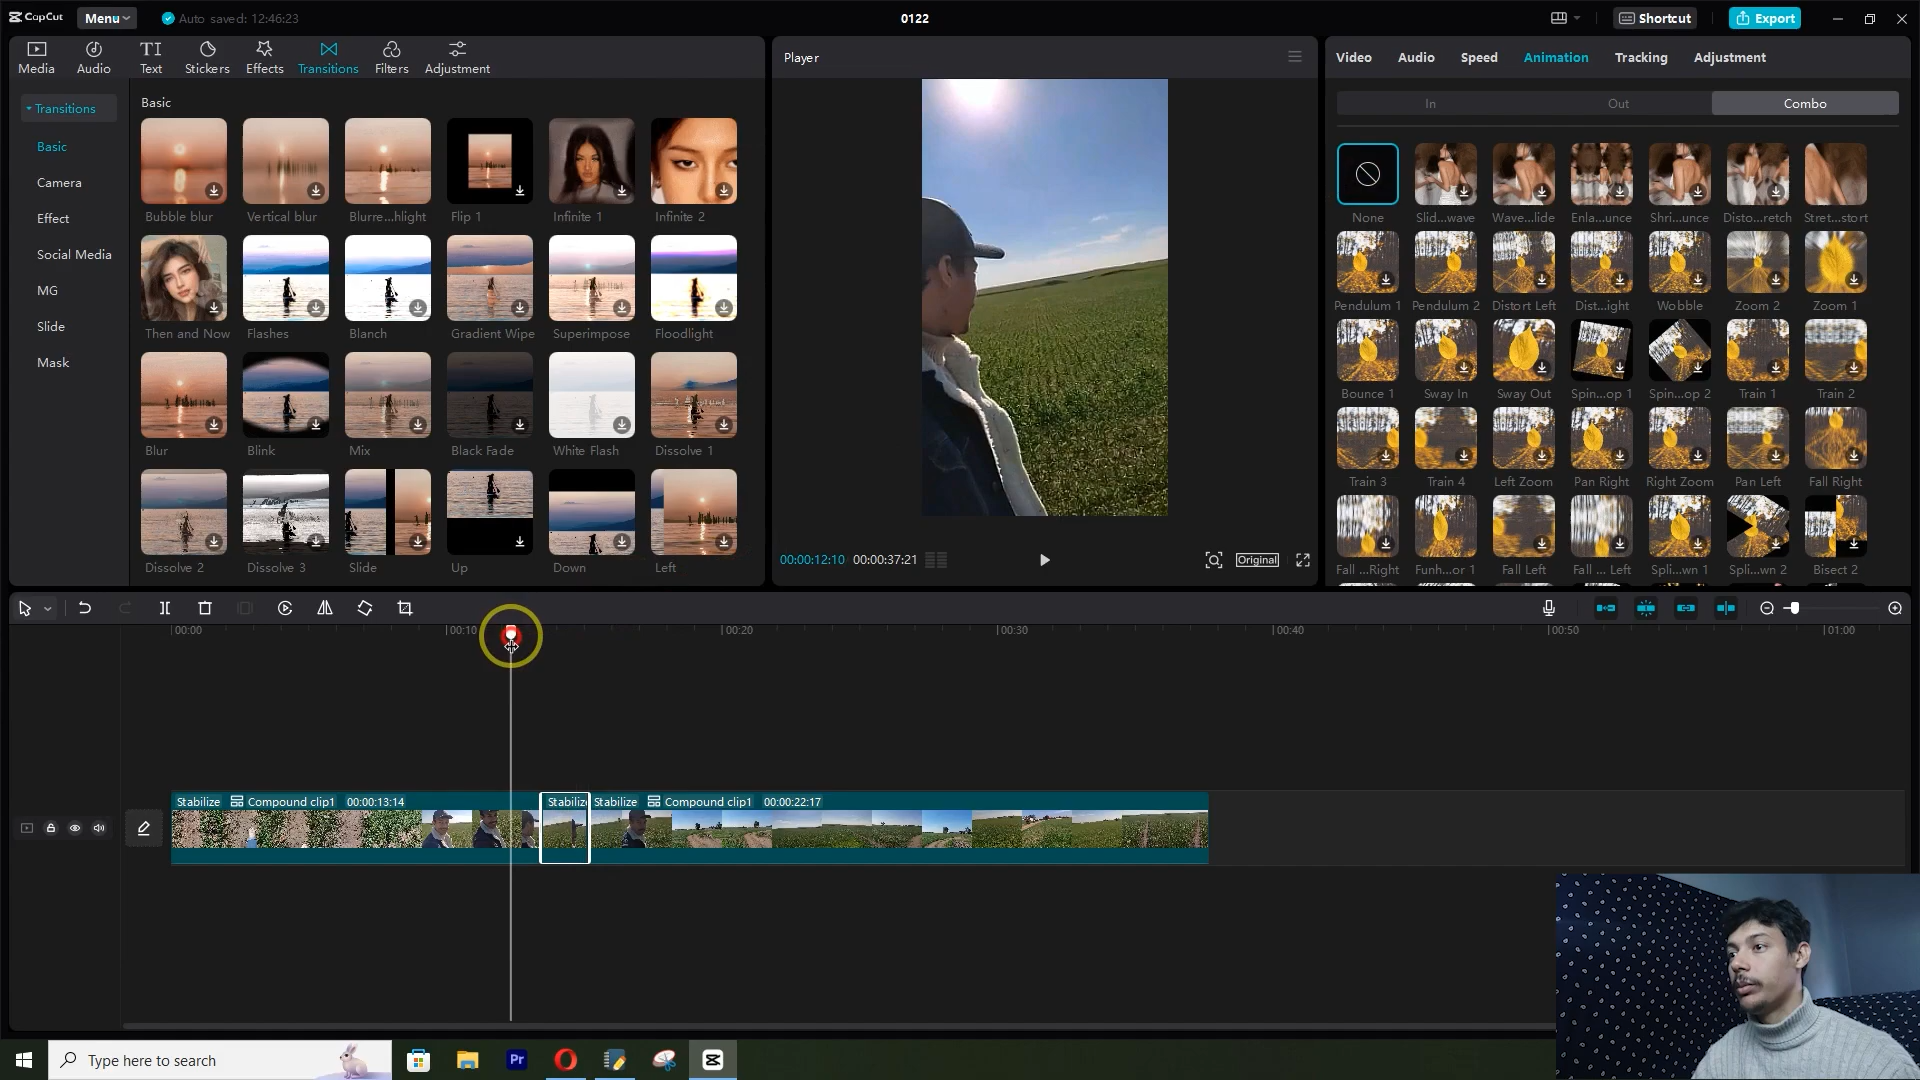 CapCut
Menu
Auto saved: 12:46:23
0122
Shortcut
Export
Media
Audio
Text
Stickers
Effects
Transitions
Filters
Adjustment
Transitions
Basic
Camera
Effect
Social Media
MG
Slide
Mask
Basic
Bubble blur
Vertical blur
Blurre...hlight
Flip 1
Infinite 1
Infinite 2
Then and Now
Flashes
Blanch
Gradient Wipe
Superimpose
Floodlight
Blur
Blink
Mix
Black Fade
White Flash
Dissolve 1
Dissolve 2
Dissolve 3
Slide
Up
Down
Left
Player
00:00:12:10
00:00:37:21
Original
Video
Audio
Speed
Animation
Tracking
Adjustment
In
Out
Combo
None
Slid...wave
Wave...lide
Enla...unce
Shri...unce
Disto...retch
Stret...stort
Pendulum 1
Pendulum 2
Distort Left
Dist...ight
Wobble
Zoom 2
Zoom 1
Bounce 1
Sway In
Sway Out
Spin...op 1
Spin...op 2
Train 1
Train 2
Train 3
Train 4
Left Zoom
Pan Right
Right Zoom
Pan Left
Fall Right
Fall ...Right
Funh...or 1
Fall Left
Fall ... Left
Spli...wn 1
Spli...wn 2
Bisect 2
00:00
00:10
00:20
00:30
00:40
00:50
01:00
Stabilize Compound clip1 00:00:13:14
Stabiliz
Stabilize Compound clip1 00:00:22:17
Type here to search
Pr